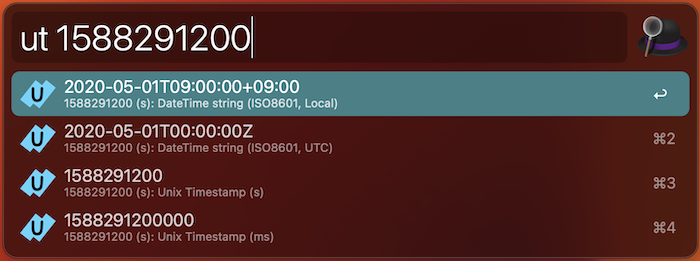 ut 1588291200
U
2020-05-01T09:00:00+09:00
1588291200 (s): DateTime string (ISO8601, Local)
↩
U
2020-05-01T00:00:00Z
1588291200 (s): DateTime string (ISO8601, UTC)
⌘2
U
1588291200
1588291200 (s): Unix Timestamp (s)
⌘3
U
1588291200000
1588291200 (s): Unix Timestamp (ms)
⌘4